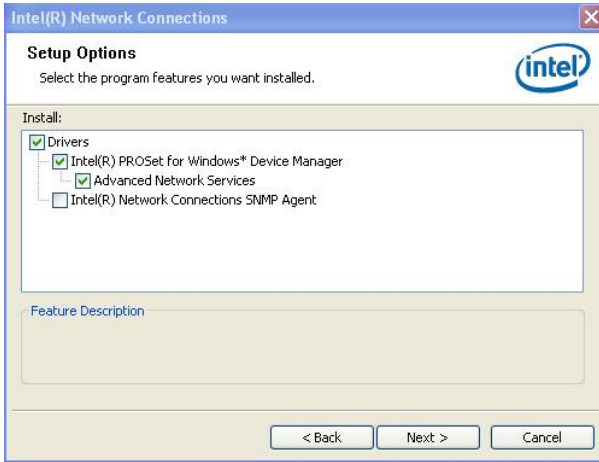 Intel(R) Network Connections
Setup Options
Select the program features you want installed.
intel
Install:
Drivers
Intel(R) PROSet for Windows* Device Manager
Advanced Network Services
Intel(R) Network Connections SNMP Agent
Feature Description
< Back
Next >
Cancel